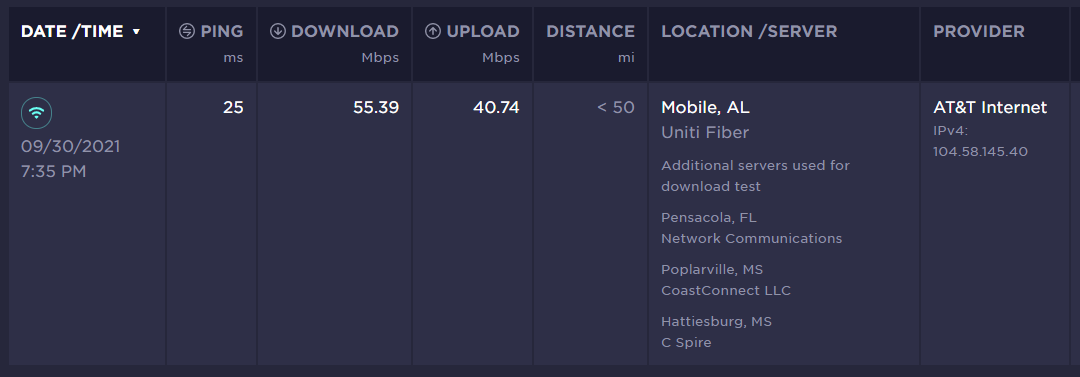 DATE /TIME
PING
ms
DOWNLOAD
Mbps
UPLOAD
Mbps
DISTANCE
mi
LOCATION /SERVER
PROVIDER
09/30/2021
7:35 PM
25
55.39
40.74
< 50
Mobile, AL
Uniti Fiber
Additional servers used for
download test
Pensacola, FL
Network Communications
Poplarville, MS
CoastConnect LLC
Hattiesburg, MS
C Spire
AT&T Internet
IPv4:
104.58.145.40